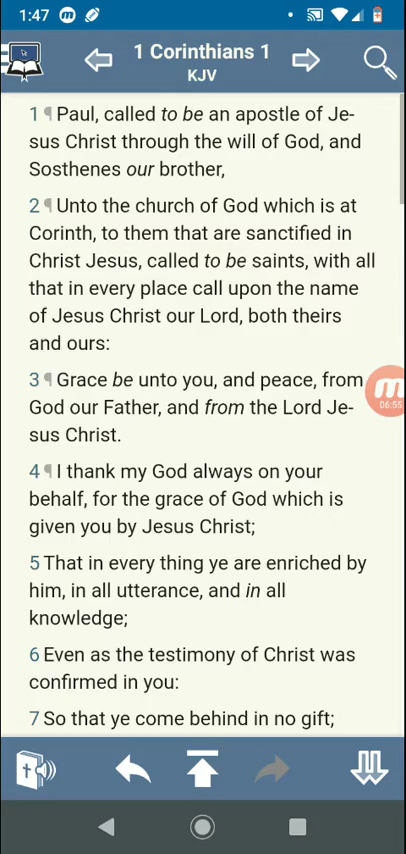 1:47
1 Corinthians 1
KJV
1 ¶ Paul, called to be an apostle of Je-
sus Christ through the will of God, and
Sosthenes our brother,
2 ¶ Unto the church of God which is at
Corinth, to them that are sanctified in
Christ Jesus, called to be saints, with all
that in every place call upon the name
of Jesus Christ our Lord, both theirs
and ours:
3 ¶ Grace be unto you, and peace, from
God our Father, and from the Lord Je-
sus Christ.
06:55
4 ¶ I thank my God always on your
behalf, for the grace of God which is
given you by Jesus Christ;
5 That in every thing ye are enriched by
him, in all utterance, and in all
knowledge;
6 Even as the testimony of Christ was
confirmed in you:
7 So that ye come behind in no gift;